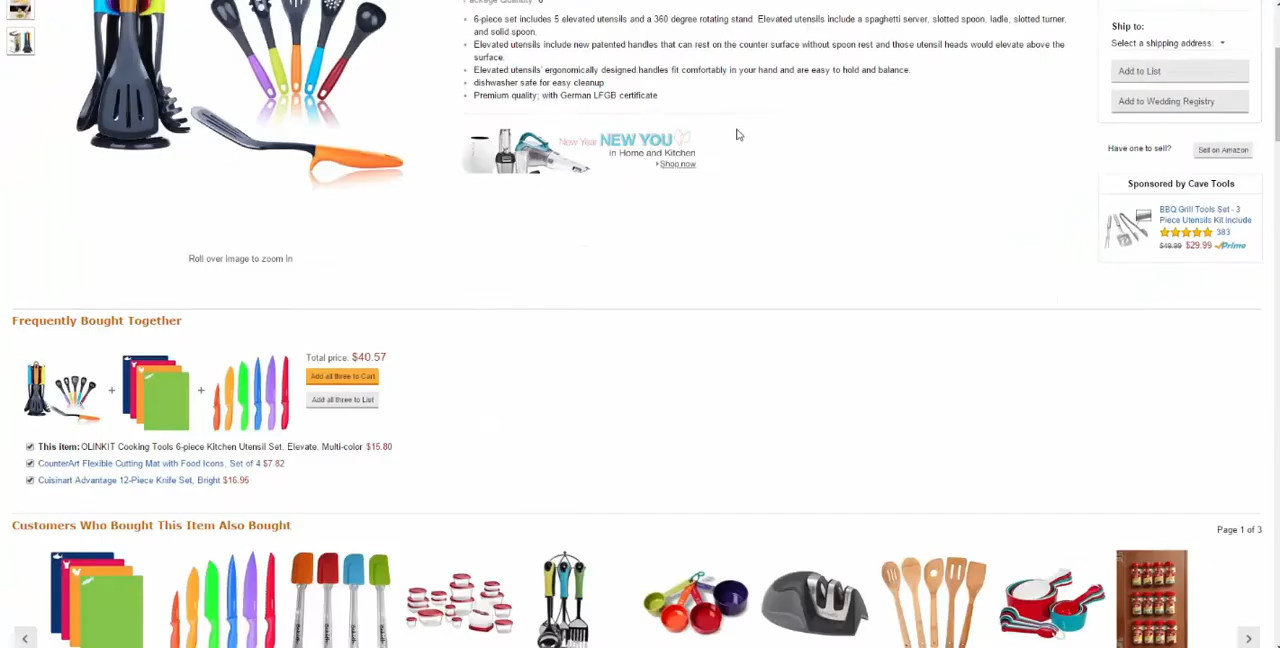 6-piece set includes 5 elevated utensils and a 360 degree rotating stand. Elevated utensils include a spaghetti server, slotted spoon, ladle, slotted turner,
and solid spoon.
Elevated utensils include new patented handles that can rest on the counter surface without spoon rest and those utensil heads would elevate above the
surface.
Elevated utensils' ergonomically designed handles fit comfortably in your hand and are easy to hold and balance.
dishwasher safe for easy cleanup
Premium quality; with German LFGB certificate
New Year NEW YOU
in Home and Kitchen
Shop now
Roll over image to zoom in
Ship to:
Select a shipping address:
Add to List
Add to Wedding Registry
Have one to sell?
Sell on Amazon
Sponsored by Cave Tools
BBQ Grill Tools Set - 3
Piece Utensils Kit Include
383
$49.99 $29.99 Prime
Frequently Bought Together
Total price: $40.57
Add all three to Cart
Add all three to List
+
+
This item: OLINKIT Cooking Tools 6-piece Kitchen Utensil Set, Elevate, Multi-color $15.80
CounterArt Flexible Cutting Mat with Food Icons, Set of 4 $7.82
Cuisinart Advantage 12-Piece Knife Set, Bright $16.95
Customers Who Bought This Item Also Bought
Page 1 of 3